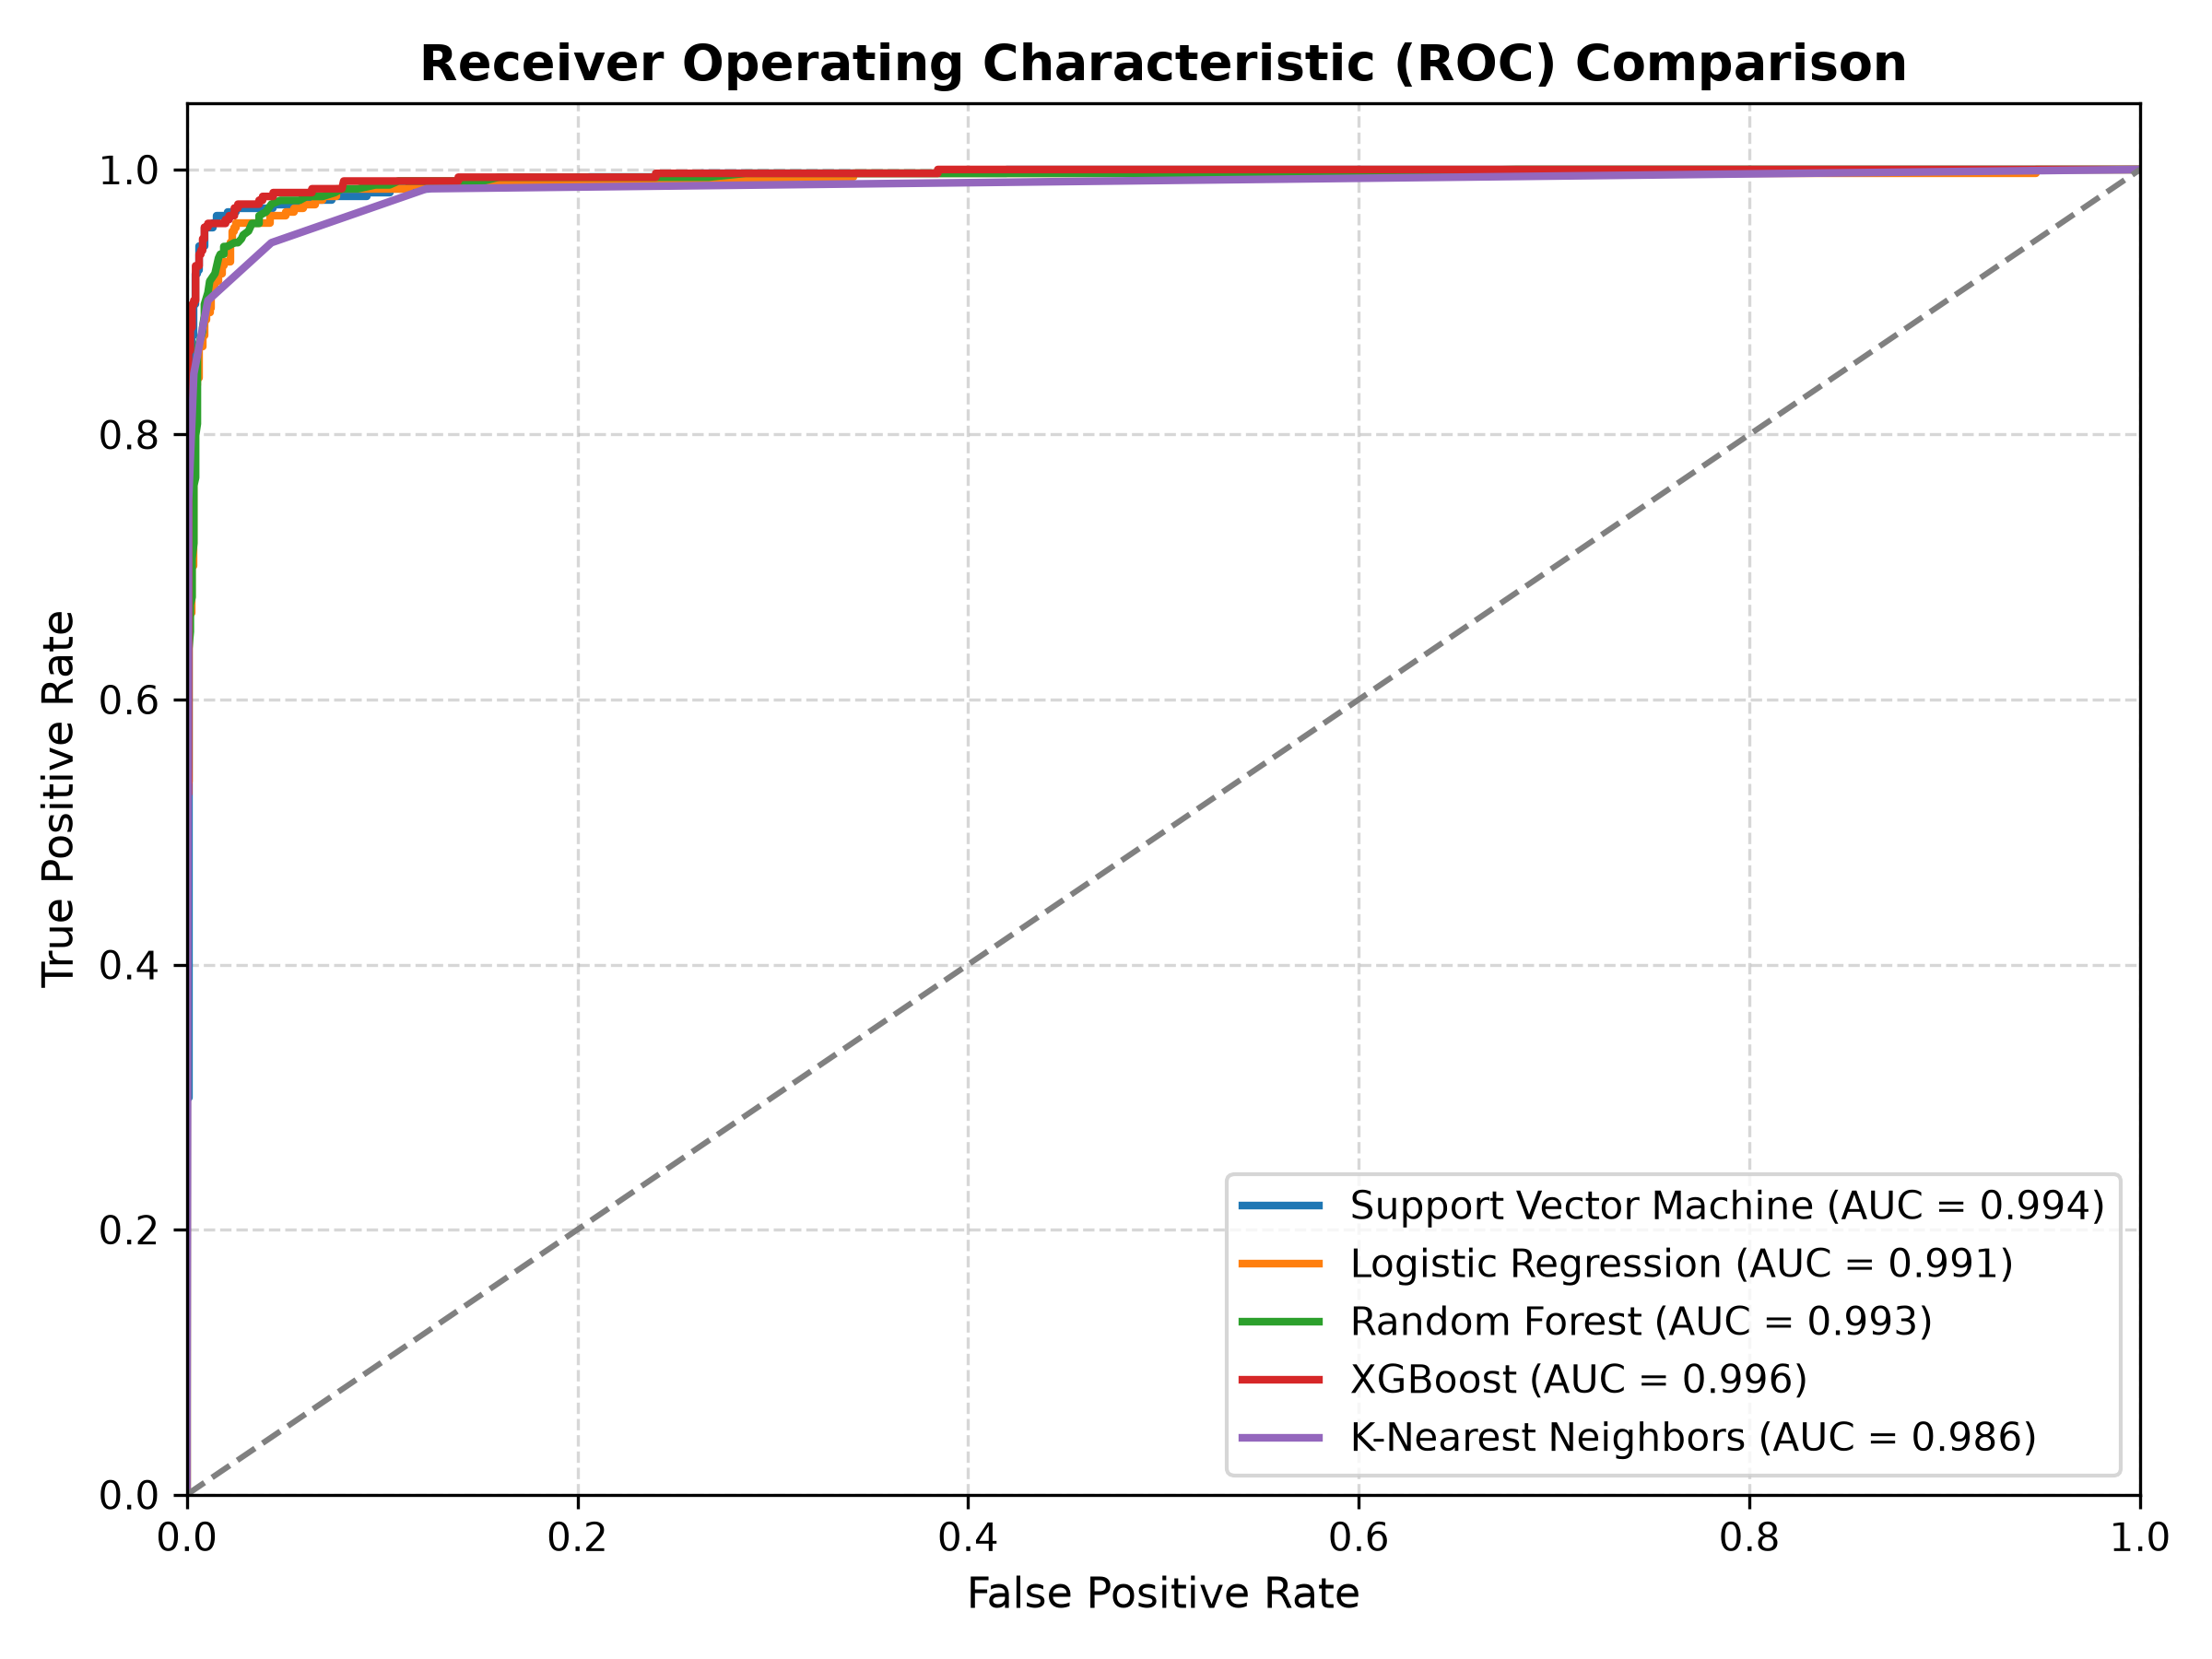 Receiver Operating Characteristic (ROC) Comparison
1.0
0.8
0.6
0.4
0.2
0.0
True Positive Rate
0.0 0.2 0.4 0.6 0.8 1.0
False Positive Rate
Support Vector Machine (AUC = 0.994)
Logistic Regression (AUC = 0.991)
Random Forest (AUC = 0.993)
XGBoost (AUC = 0.996)
K-Nearest Neighbors (AUC = 0.986)